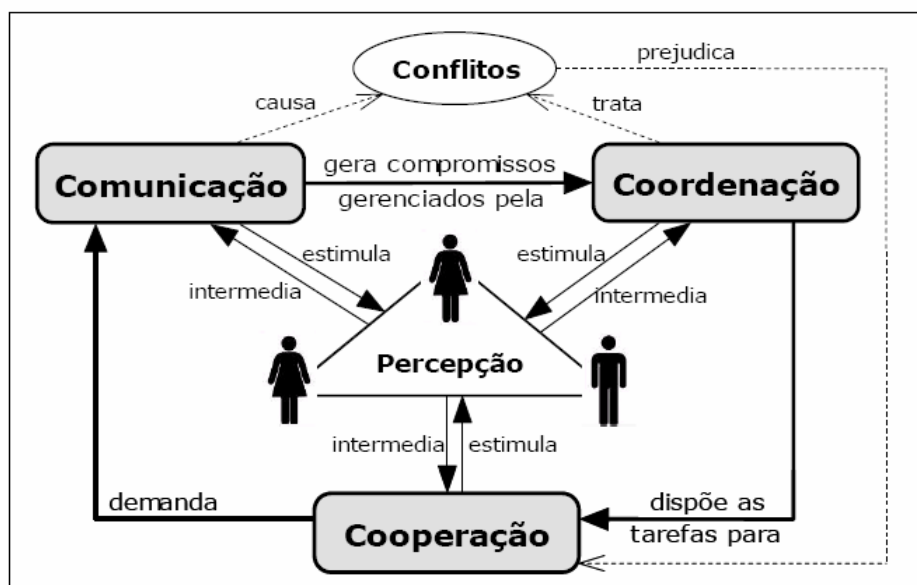 prejudica
Conflitos
causa
trata
Comunicação
gera compromissos
gerenciados pela
Coordenação
estimula
intermedia
estimula
intermedia
Percepção
intermedia
estimula
demanda
dispõe as
tarefas para
Cooperação